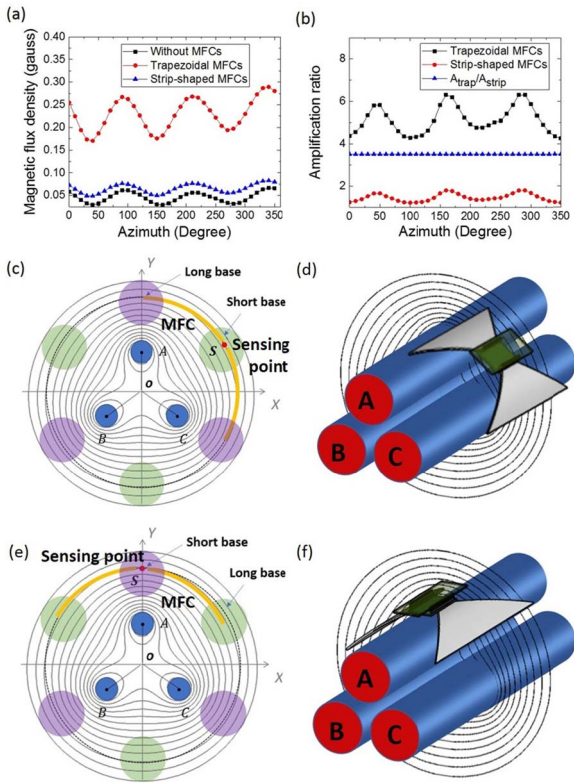 (a)
Magnetic flux density (gauss)
0.40
0.35
0.30
0.25
0.20
0.15
0.10
0.05
Without MFCs
Trapezoidal MFCs
Strip-shaped MFCs
0 50 100 150 200 250 300 350
Azimuth (Degree)
(b)
Amplification ratio
8
6
4
2
Trapezoidal MFCs
Strip-shaped MFCs
Atrap/Astrip
0 50 100 150 200 250 300 350
Azimuth (Degree)
(c)
Y
Long base
Short base
MFC
S Sensing
point
A
o
X
B
C
(d)
A
B
C
(e)
Y
Sensing point
Short base
S
Long base
MFC
A
o
X
B
C
(f)
A
B
C